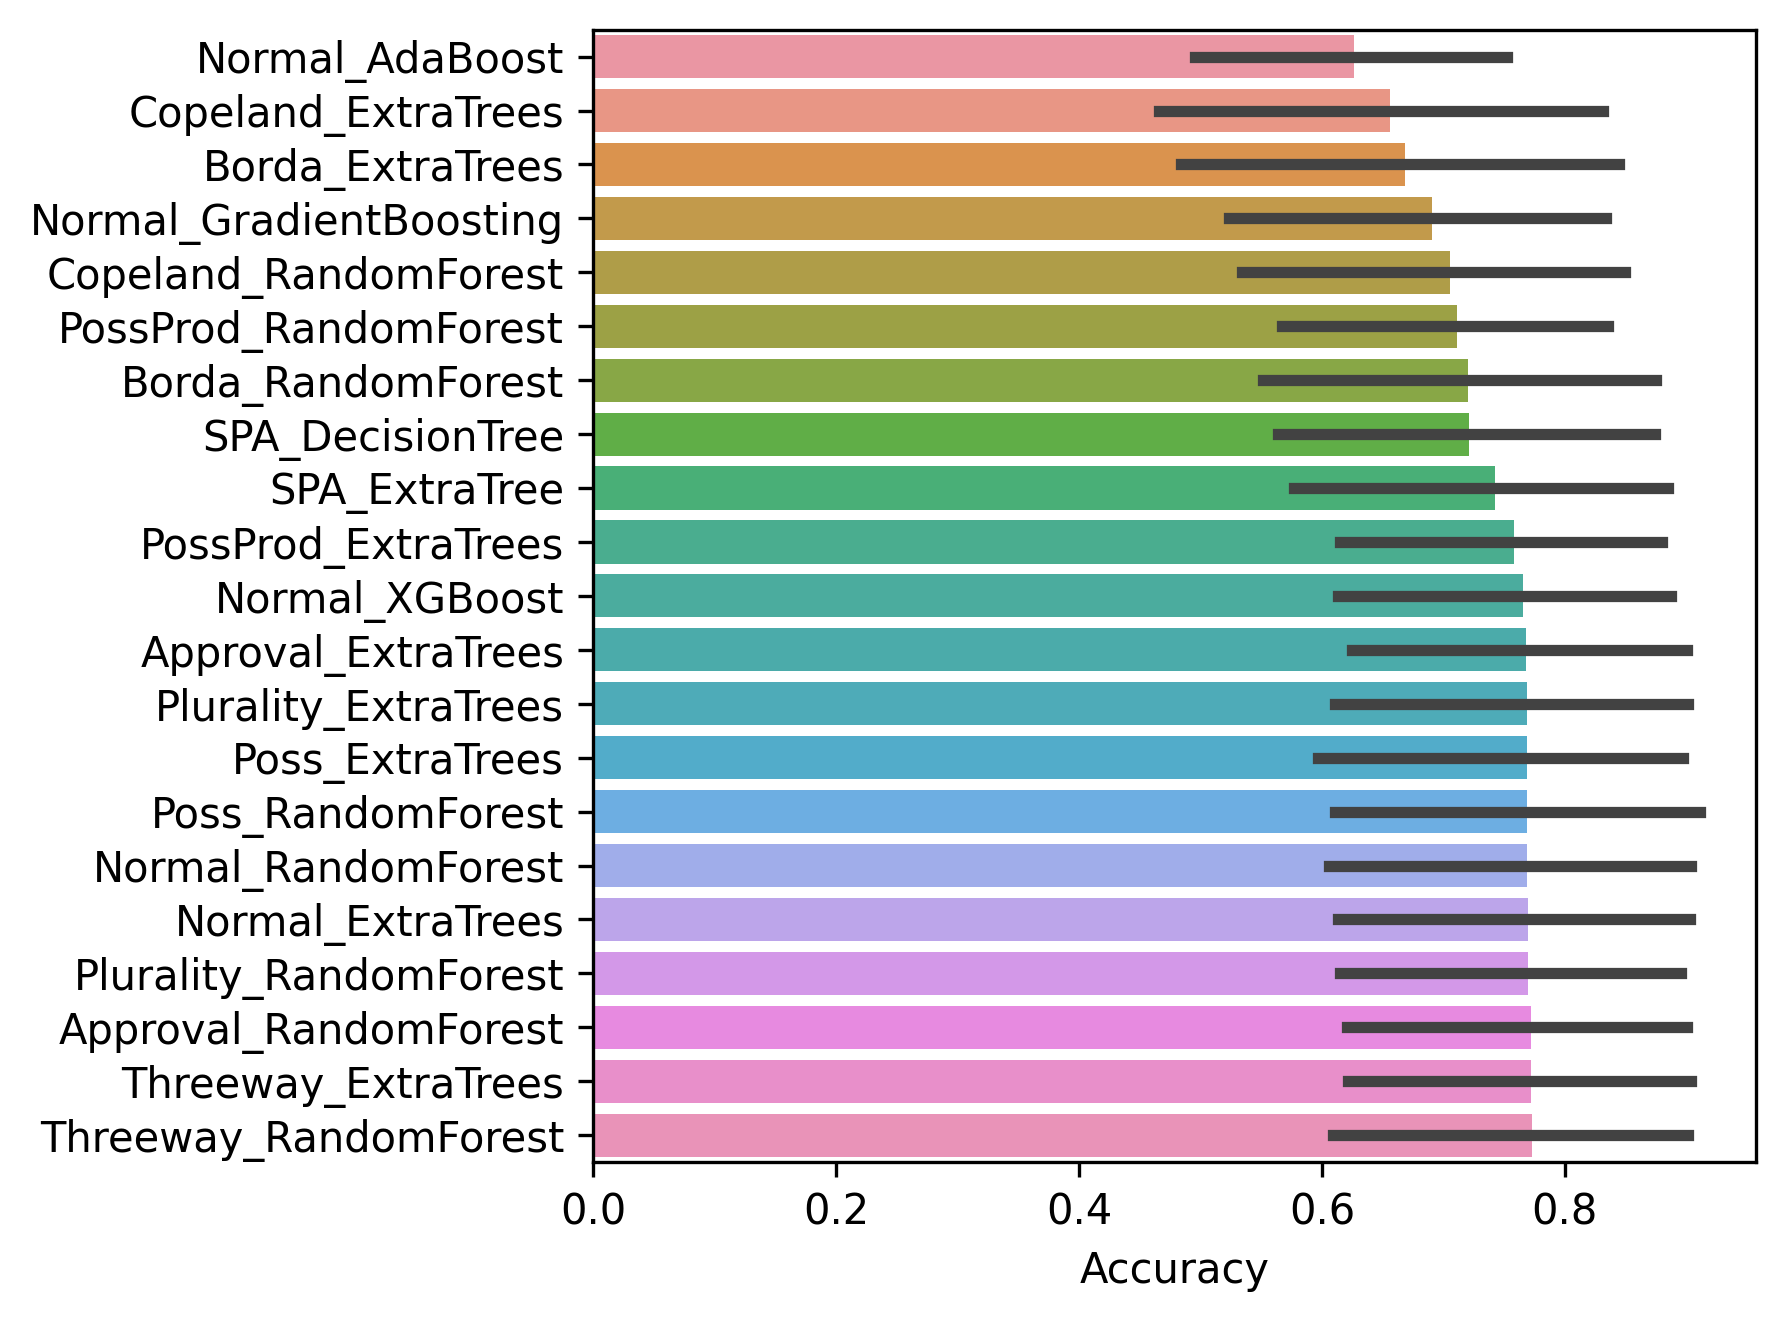 Normal_AdaBoost
Copeland_ExtraTrees
Borda_ExtraTrees
Normal_GradientBoosting
Copeland_RandomForest
PossProd_RandomForest
Borda_RandomForest
SPA_DecisionTree
SPA_ExtraTree
PossProd_ExtraTrees
Normal_XGBoost
Approval_ExtraTrees
Plurality_ExtraTrees
Poss_ExtraTrees
Poss_RandomForest
Normal_RandomForest
Normal_ExtraTrees
Plurality_RandomForest
Approval_RandomForest
Threeway_ExtraTrees
Threeway_RandomForest
0.0 0.2 0.4 0.6 0.8
Accuracy